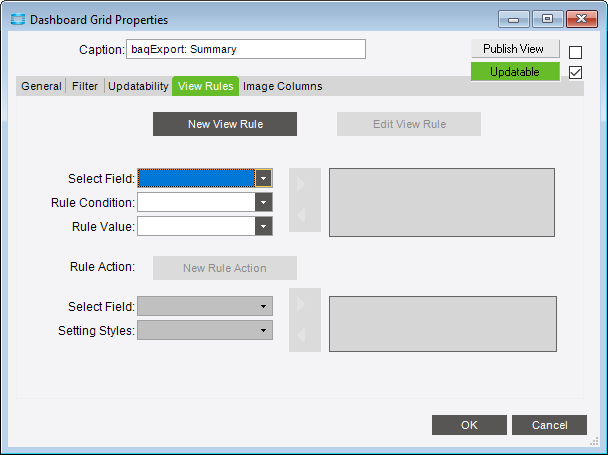 Dashboard Grid Properties
Caption: baqExport: Summary
Publish View
Updatable
General Filter Updatability View Rules Image Columns
New View Rule Edit View Rule
Select Field:
Rule Condition:
Rule Value:
Rule Action: New Rule Action
Select Field:
Setting Styles:
OK Cancel